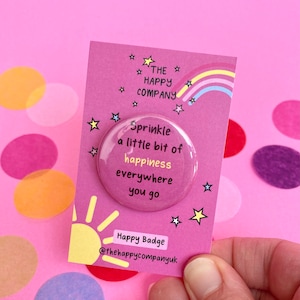 THE
HAPPY
COMPANY
Sprinkle
a little bit of
happiness
everywhere
you go
Happy Badge
@thehappycompanyuk